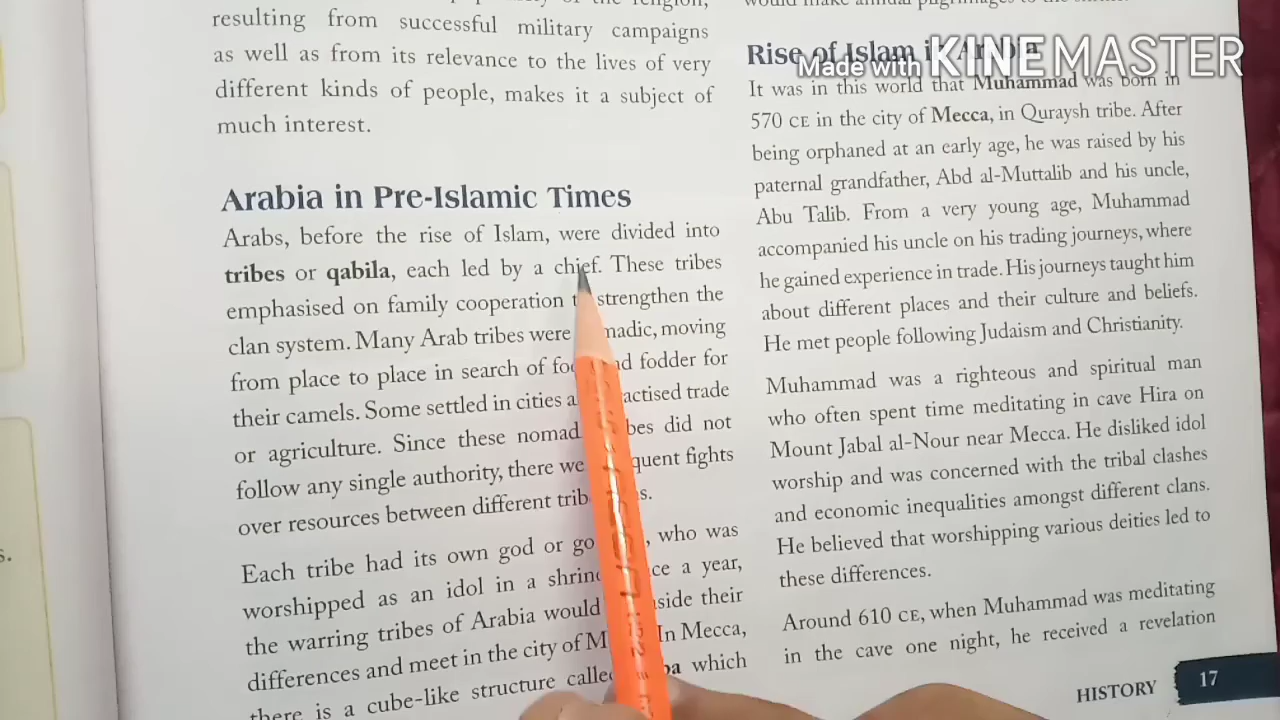 resulting from successful military campaigns
as well as from its relevance to the lives of very
different kinds of people, makes it a subject of
much interest.
Arabia in Pre-Islamic Times
Arabs, before the rise of Islam, were divided into
tribes or qabila, each led by a chief. These tribes
emphasised on family cooperation strengthen the
clan system. Many Arab tribes were madic, moving
from place to place in search of fo d fodder for
their camels. Some settled in cities a actised trade
or agriculture. Since these nomad bes did not
follow any single authority, there we quent fights
over resources between different trib s.
Each tribe had its own god or go , who was
worshipped as an idol in a shrin ce a year,
the warring tribes of Arabia would side their
differences and meet in the city of M In Mecca,
there is a cube-like structure calle ba which
Rise of Islam in Arabia
It was in this world that Muhammad was born in
570 CE in the city of Mecca, in Quraysh tribe. After
being orphaned at an early age, he was raised by his
paternal grandfather, Abd al-Muttalib and his uncle,
Abu Talib. From a very young age, Muhammad
accompanied his uncle on his trading journeys, where
he gained experience in trade. His journeys taught him
about different places and their culture and beliefs.
He met people following Judaism and Christianity.
Muhammad was a righteous and spiritual man
who often spent time meditating in cave Hira on
Mount Jabal al-Nour near Mecca. He disliked idol
worship and was concerned with the tribal clashes
and economic inequalities amongst different clans.
He believed that worshipping various deities led to
these differences.
Around 610 CE, when Muhammad was meditating
in the cave one night, he received a revelation
HISTORY 17
Made with KINEMASTER